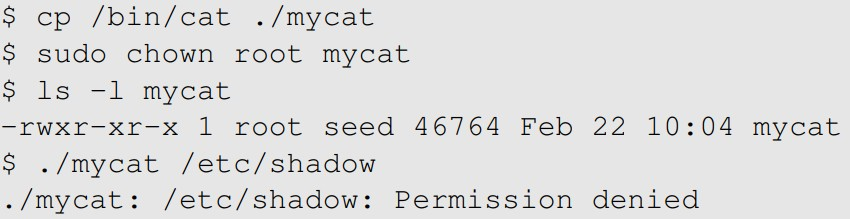 $ cp /bin/cat ./mycat
$ sudo chown root mycat
$ ls -l mycat
-rwxr-xr-x 1 root seed 46764 Feb 22 10:04 mycat
$ ./mycat /etc/shadow
./mycat: /etc/shadow: Permission denied